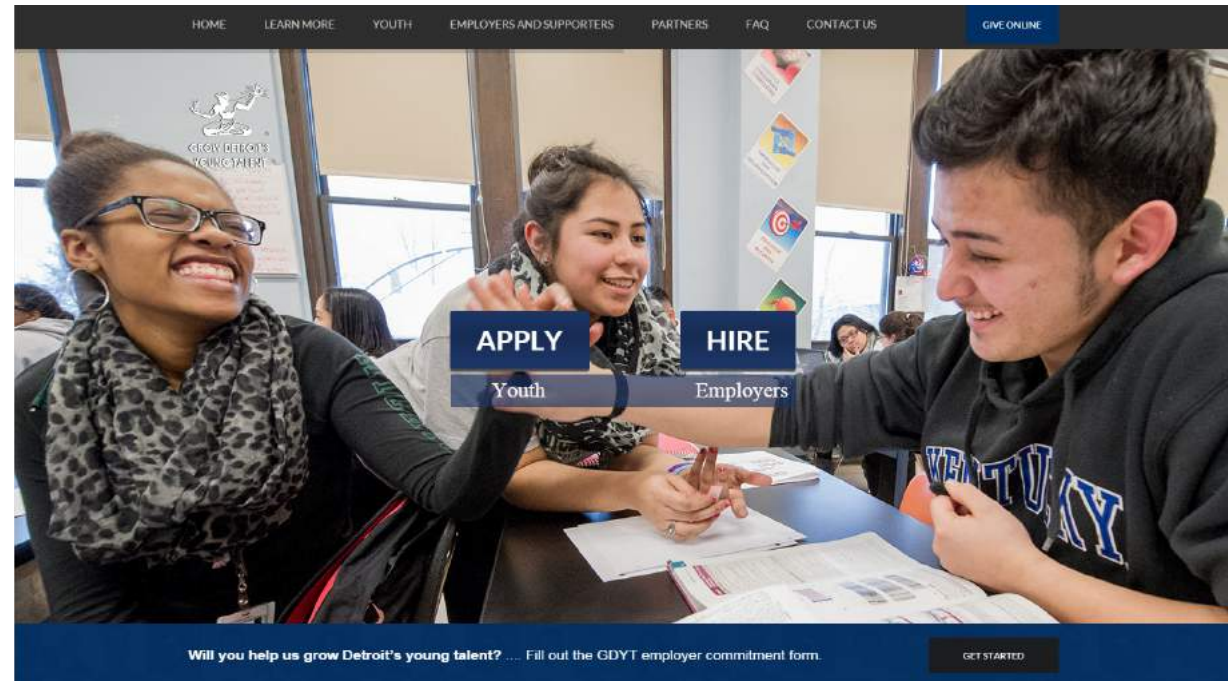 HOME LEARN MORE YOUTH EMPLOYERS AND SUPPORTERS PARTNERS FAQ CONTACT US GIVE ONLINE
GROW DETROIT'S
YOUNG TALENT
APPLY HIRE
Youth Employers
KENTUCKY
Will you help us grow Detroit's young talent? .... Fill out the GDYT employer commitment form. GET STARTED